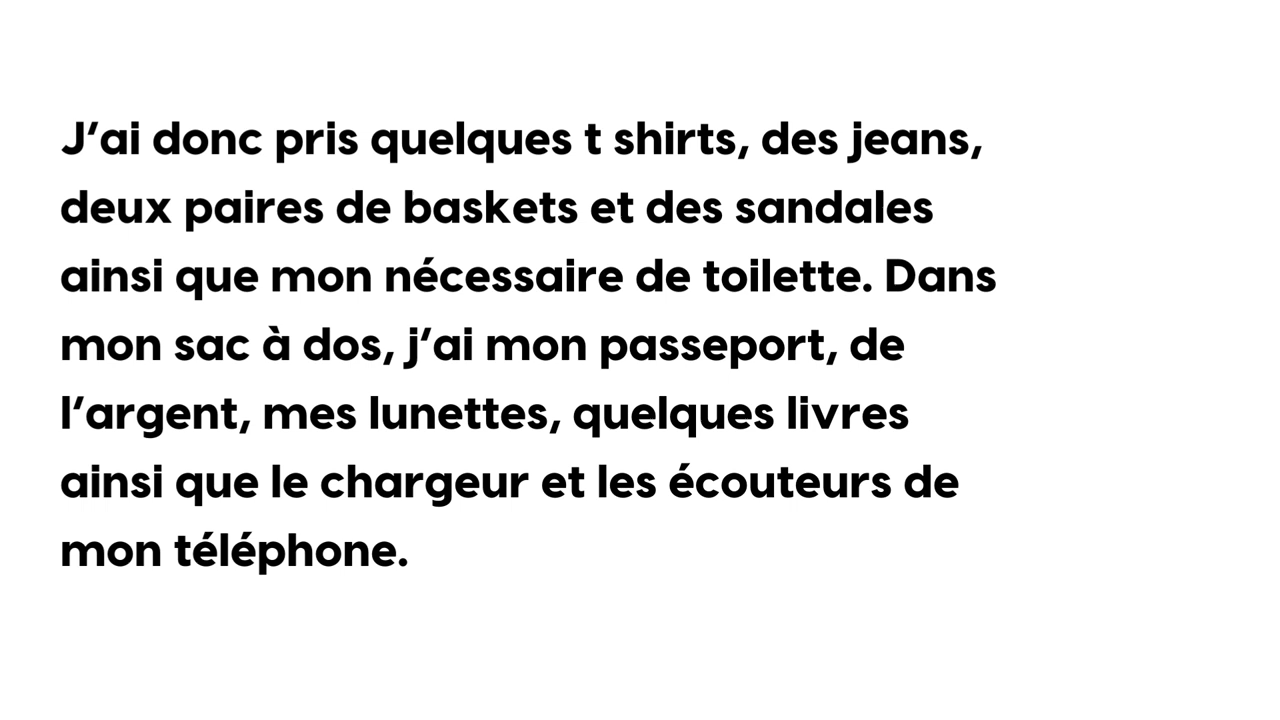 J’ai donc pris quelques t shirts, des jeans,
deux paires de baskets et des sandales
ainsi que mon nécessaire de toilette. Dans
mon sac à dos, j’ai mon passeport, de
l’argent, mes lunettes, quelques livres
ainsi que le chargeur et les écouteurs de
mon téléphone.